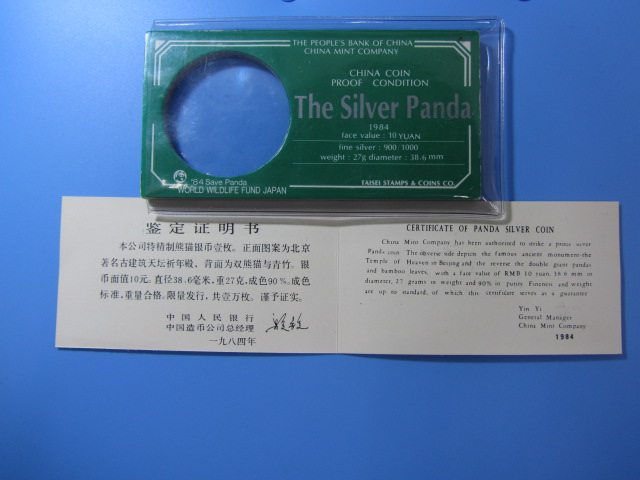 THE PEOPLE'S BANK OF CHINA
CHINA MINT COMPANY
CHINA COIN
PROOF CONDITION
The Silver Panda
1984
face value : 10 YUAN
fine silver : 900/1000
weight : 27g diameter : 38.6 mm
'84 Save Panda
WORLD WILDLIFE FUND JAPAN
TAISEI STAMPS & COINS CO.
鉴定证明书
本公司特精制熊猫银币壹枚。正面图案为北京
著名古建筑天坛祈年殿，背面为双熊猫与青竹。银
币面值10元。直径38.6毫米，重27克，成色90%。成色
标准，重量合格。限量发行，共壹万枚。谨予证实。
中国人民银行
中国造币公司总经理
一九八四年
CERTIFICATE OF PANDA SILVER COIN
China Mint Company has been authorized to strike a proof silver
Panda coin The obverse side depicts the famous ancient monument-the
Temple of Heaven in Beijing and the reverse the double giant pandas
and bamboo leaves, with a face value of RMB 10 yuan, 38.6 mm in
diameter, 27 grams in weight and 90% in purity Fineness and weight
are up to standard, of which this certificate serves as a guarantee
Yin Yi
General Manager
China Mint Company
1984